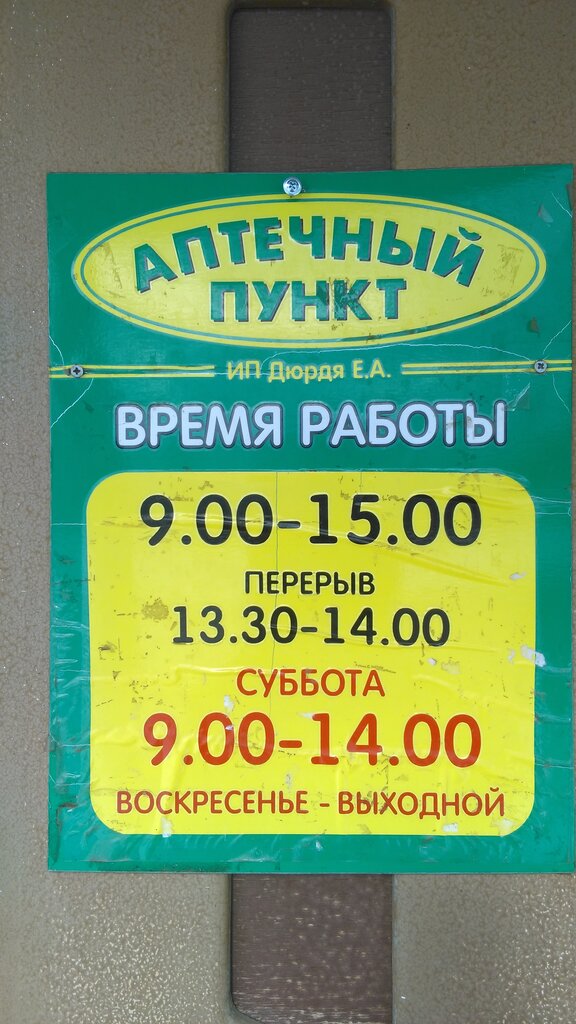 АПТЕЧНЫЙ
ПУНКТ
ИП Дюрдя Е.А.
ВРЕМЯ РАБОТЫ
9.00-15.00
ПЕРЕРЫВ
13.30-14.00
СУББОТА
9.00-14.00
ВОСКРЕСЕНЬЕ - ВЫХОДНОЙ